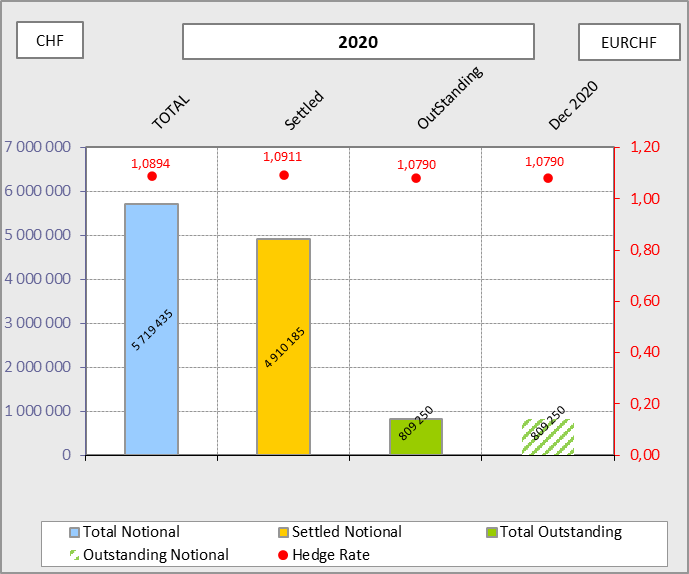 CHF
2020
EURCHF
TOTAL
Settled
OutStanding
Dec 2020
7 000 000
6 000 000
5 000 000
4 000 000
3 000 000
2 000 000
1 000 000
0
1,0894
1,0911
1,0790
1,0790
5 719 435
4 910 185
809 250
809 250
1,20
1,00
0,80
0,60
0,40
0,20
0,00
Total Notional
Settled Notional
Total Outstanding
Outstanding Notional
Hedge Rate